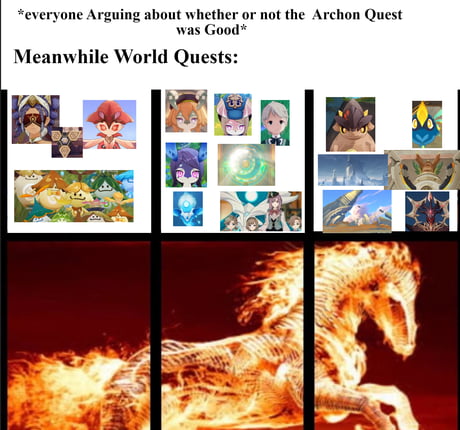 *everyone Arguing about whether or not the Archon Quest
was Good*
Meanwhile World Quests: